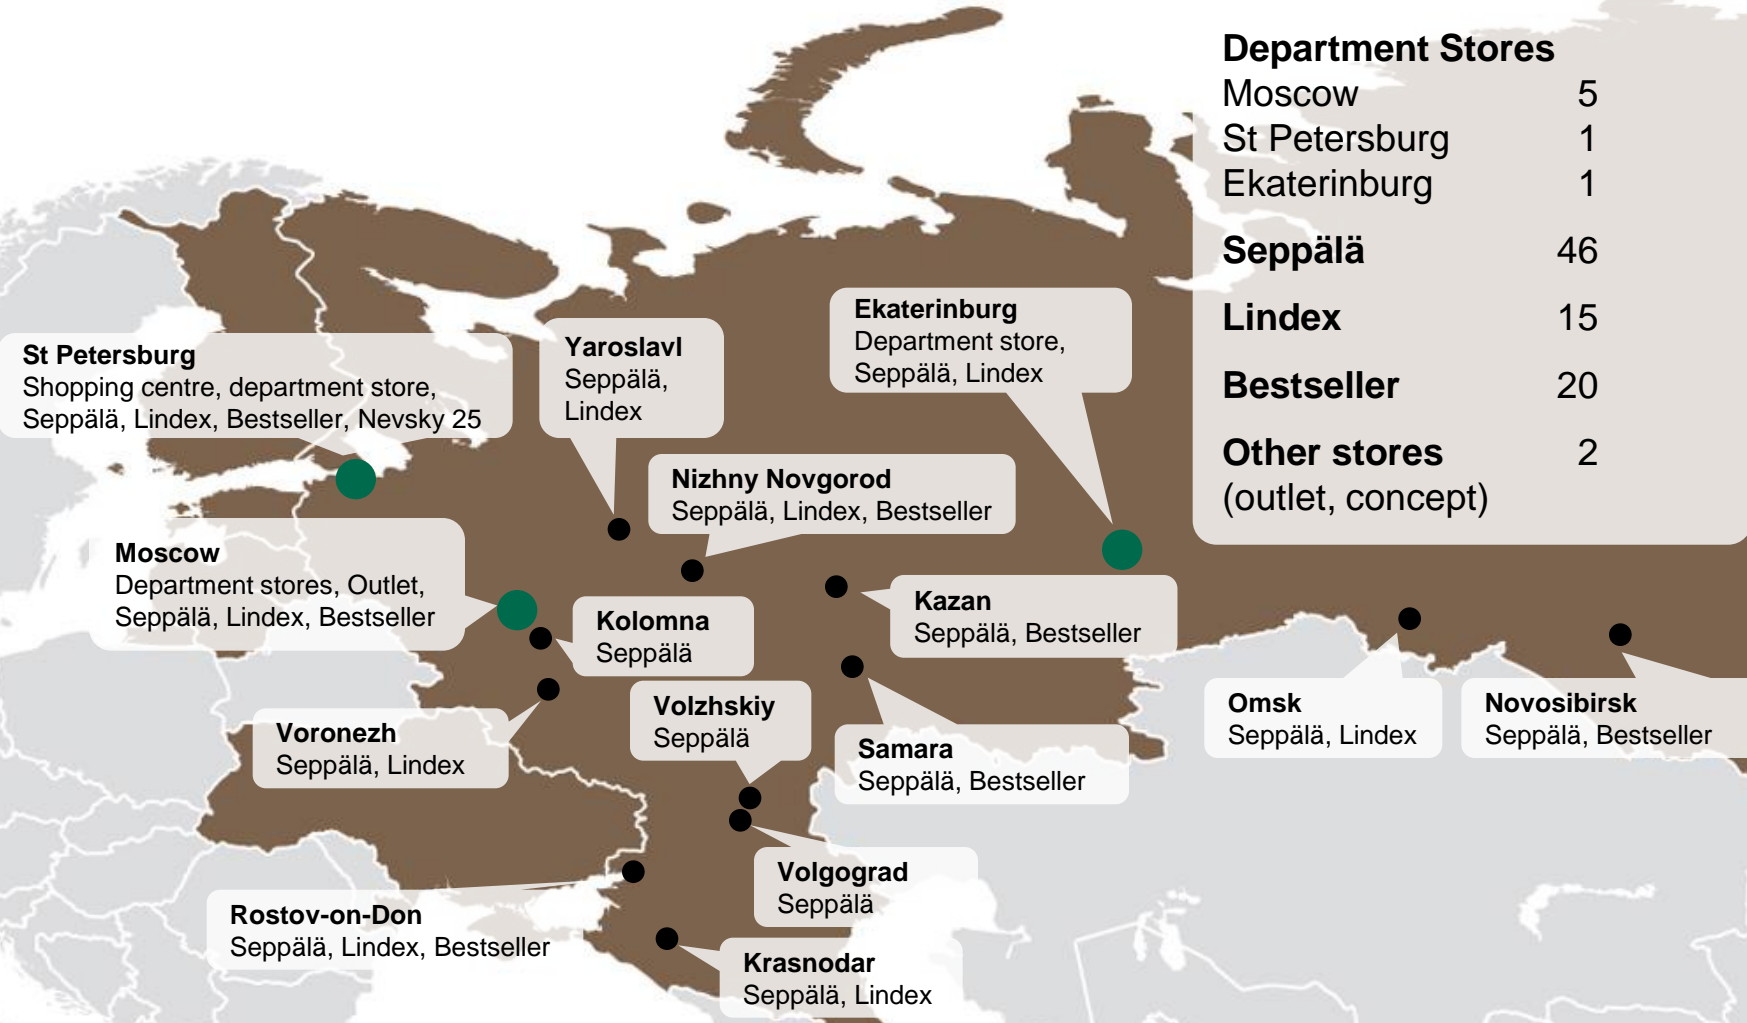 Department Stores
Moscow 5
St Petersburg 1
Ekaterinburg 1
Seppälä 46
Lindex 15
Bestseller 20
Other stores 2
(outlet, concept)
Ekaterinburg
Department store,
Seppälä, Lindex
Yaroslavl
Seppälä,
Lindex
St Petersburg
Shopping centre, department store,
Seppälä, Lindex, Bestseller, Nevsky 25
Nizhny Novgorod
Seppälä, Lindex, Bestseller
Moscow
Department stores, Outlet,
Seppälä, Lindex, Bestseller
Kolomna
Seppälä
Kazan
Seppälä, Bestseller
Voronezh
Seppälä, Lindex
Volzhskiy
Seppälä
Samara
Seppälä, Bestseller
Omsk
Seppälä, Lindex
Novosibirsk
Seppälä, Bestseller
Volgograd
Seppälä
Rostov-on-Don
Seppälä, Lindex, Bestseller
Krasnodar
Seppälä, Lindex